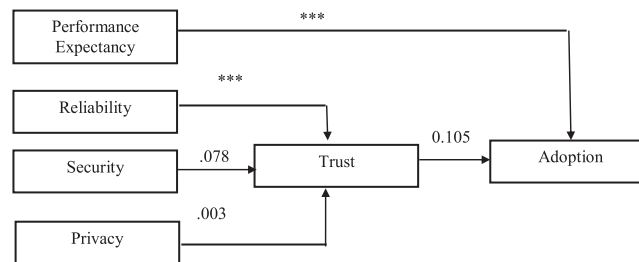 Performance
Expectancy
***
Reliability
***
Security
.078
Trust
0.105
Adoption
.003
Privacy